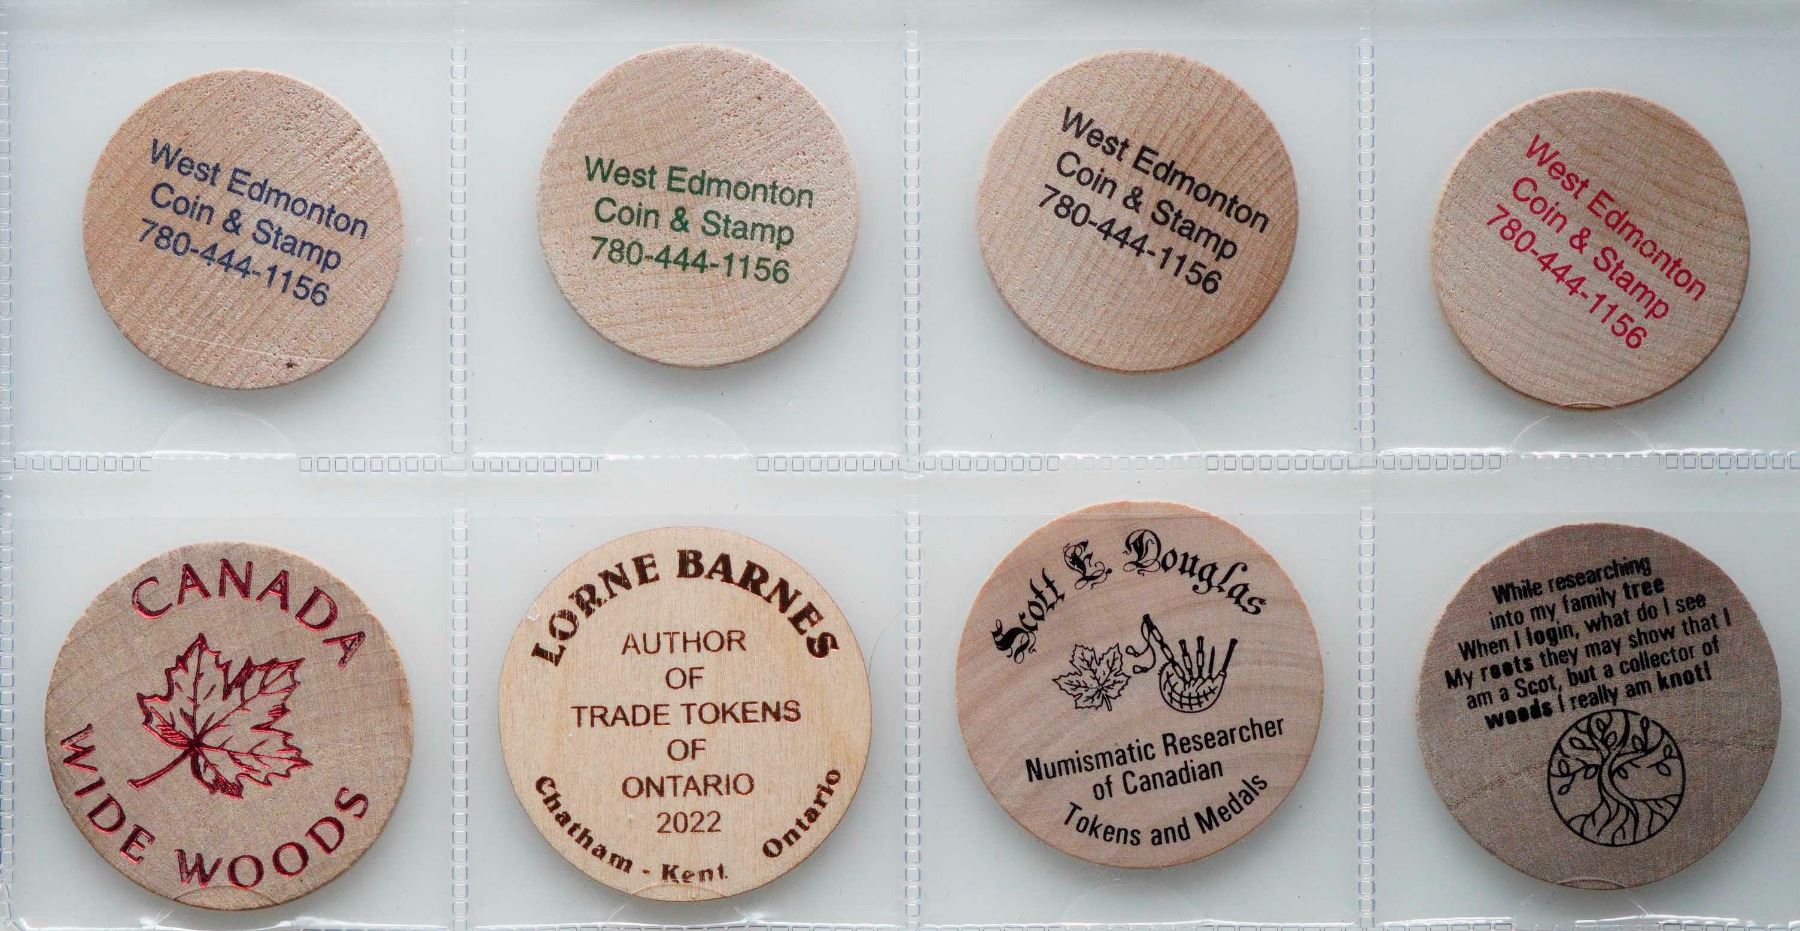 West Edmonton
Coin & Stamp
780-444-1156
West Edmonton
Coin & Stamp
780-444-1156
West Edmonton
Coin & Stamp
780-444-1156
West Edmonton
Coin & Stamp
780-444-1156
CANADA
WIDE WOODS
LORNE BARNES
AUTHOR
OF
TRADE TOKENS
OF
ONTARIO
2022
Chatham - Kent Ontario
Scott E. Douglas
Numismatic Researcher
of Canadian
Tokens and Medals
While researching
into my family tree
When I login, what do I see
My roots they may show that I
am a Scot, but a collector of
woods I really am knot!